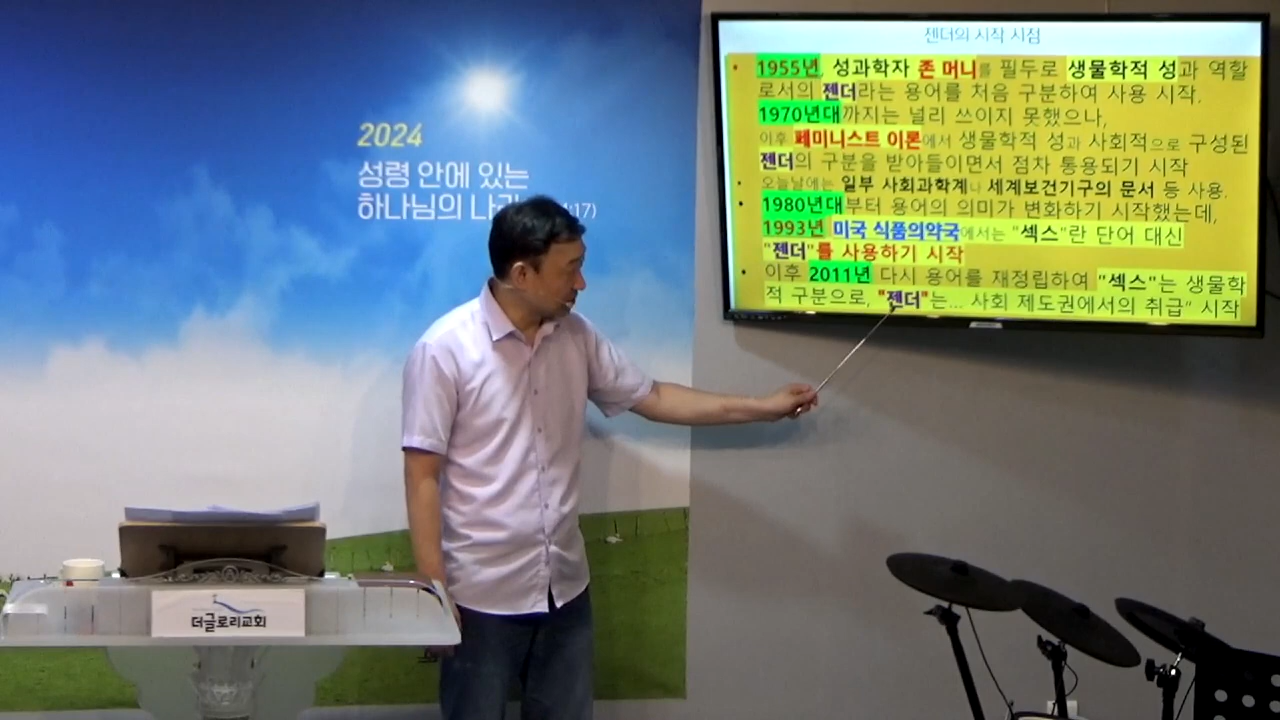 2024
성령 안에 있는
하나님의 나
:17)
더글로리교회
젠더의 시작 시점
• 1955년, 성과학자 존 머니를 필두로 생물학적 성과 역할
로서의 젠더라는 용어를 처음 구분하여 사용 시작.
1970년대까지는 널리 쓰이지 못했으나,
이후 페미니스트 이론에서 생물학적 성과 사회적으로 구성된
젠더의 구분을 받아들이면서 점차 통용되기 시작
• 오늘날에는 일부 사회과학계나 세계보건기구의 문서 등 사용.
• 1980년대부터 용어의 의미가 변화하기 시작했는데,
1993년 미국 식품의약국에서는 "섹스"란 단어 대신
"젠더"를 사용하기 시작
• 이후 2011년 다시 용어를 재정립하여 "섹스"는 생물학
적 구분으로, "젠더"는... 사회 제도권에서의 취급” 시작